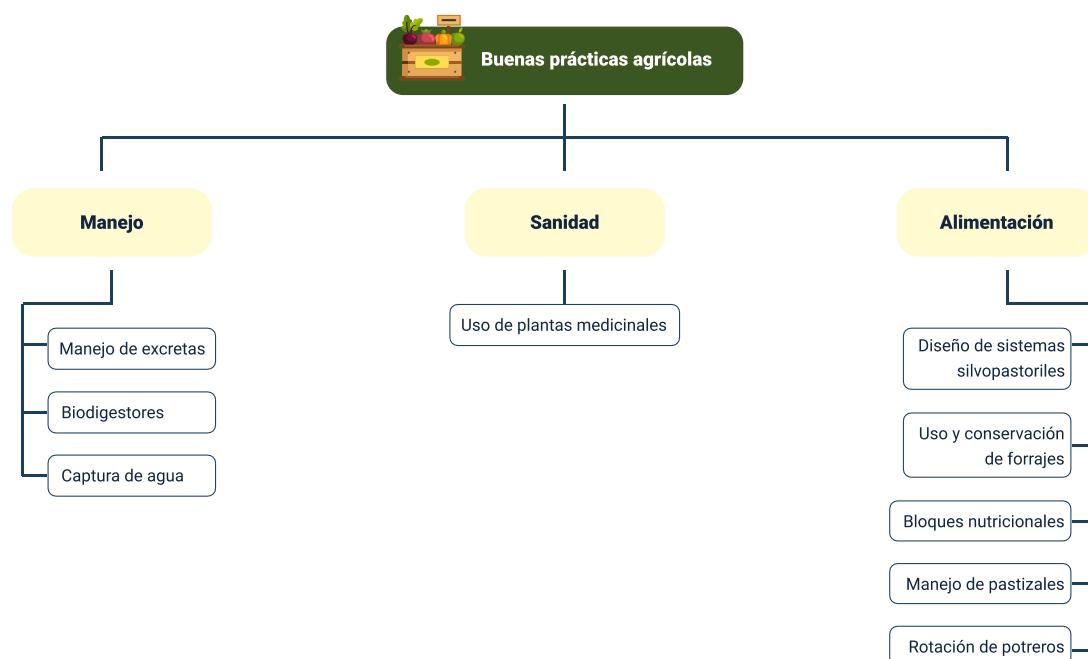 Buenas prácticas agrícolas
Manejo
Sanidad
Alimentación
Manejo de excretas
Biodigestores
Captura de agua
Uso de plantas medicinales
Diseño de sistemas
silvopastoriles
Uso y conservación
de forrajes
Bloques nutricionales
Manejo de pastizales
Rotación de potreros